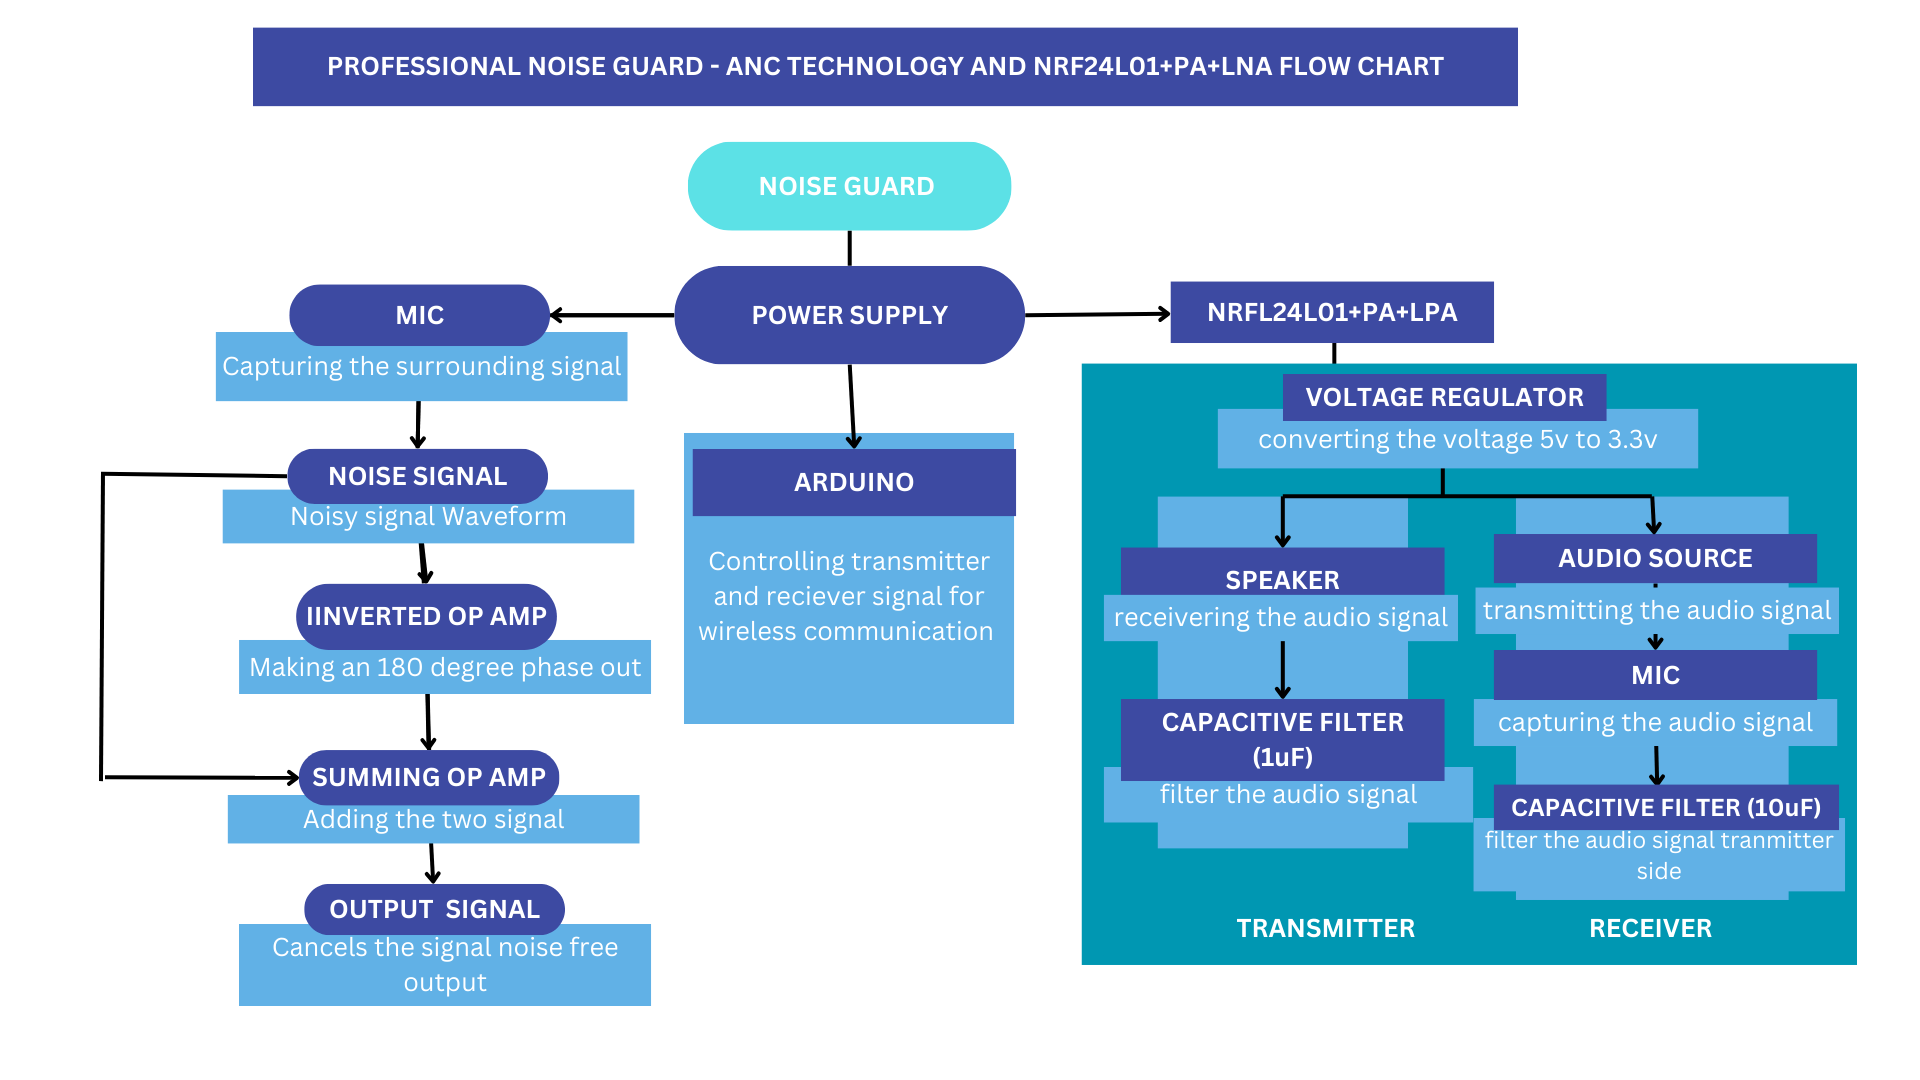 PROFESSIONAL NOISE GUARD - ANC TECHNOLOGY AND NRF24L01+PA+LNA FLOW CHART
NOISE GUARD
POWER SUPPLY
MIC
Capturing the surrounding signal
NOISE SIGNAL
Noisy signal Waveform
IINVERTED OP AMP
Making an 180 degree phase out
SUMMING OP AMP
Adding the two signal
OUTPUT SIGNAL
Cancels the signal noise free
output
ARDUINO
Controlling transmitter
and reciever signal for
wireless communication
NRFL24L01+PA+LPA
VOLTAGE REGULATOR
converting the voltage 5v to 3.3v
SPEAKER
receivering the audio signal
CAPACITIVE FILTER
(1uF)
filter the audio signal
TRANSMITTER
AUDIO SOURCE
transmitting the audio signal
MIC
capturing the audio signal
CAPACITIVE FILTER (10uF)
filter the audio signal tranmitter
side
RECEIVER